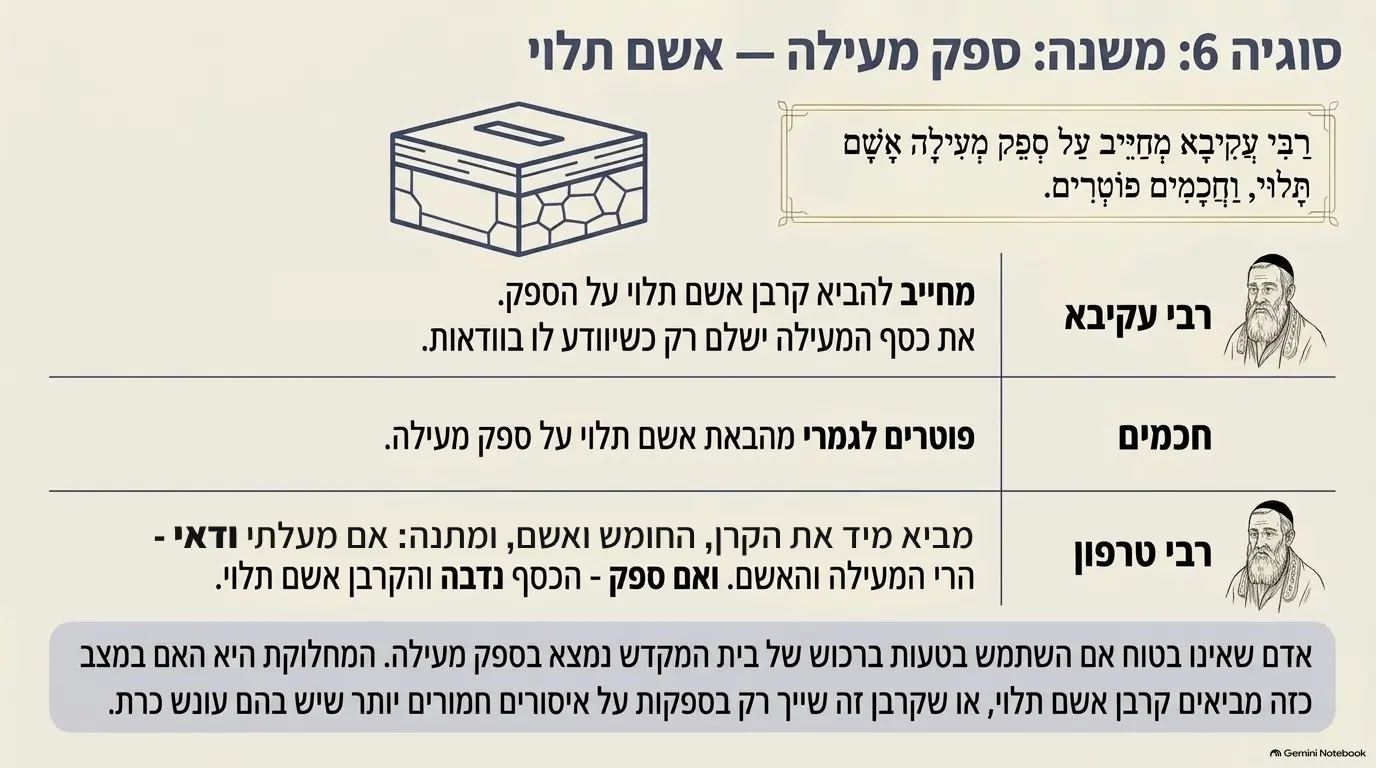 סוגיה 6: משנה: ספק מעילה — אשם תלוי
רַבִּי עֲקִיבָא מְחַיֵּיב עַל סְפֵק מְעִילָה אָשָׁם
תָּלוּי, וַחֲכָמִים פּוֹטְרִים.
רבי עקיבא
מחייב להביא קרבן אשם תלוי על הספק.
את כסף המעילה ישלם רק כשיוודע לו בוודאות.
חכמים
פוטרים לגמרי מהבאת אשם תלוי על ספק מעילה.
רבי טרפון
מביא מיד את הקרן, החומש ואשם, ומתנה: אם מעלתי ודאי -
הרי המעילה והאשם. ואם ספק - הכסף נדבה והקרבן אשם תלוי.
אדם שאינו בטוח אם השתמש בטעות ברכוש של בית המקדש נמצא בספק מעילה. המחלוקת היא האם במצב
כזה מביאים קרבן אשם תלוי, או שקרבן זה שייך רק בספקות על איסורים חמורים יותר שיש בהם עונש כרת.
Gemini Notebook